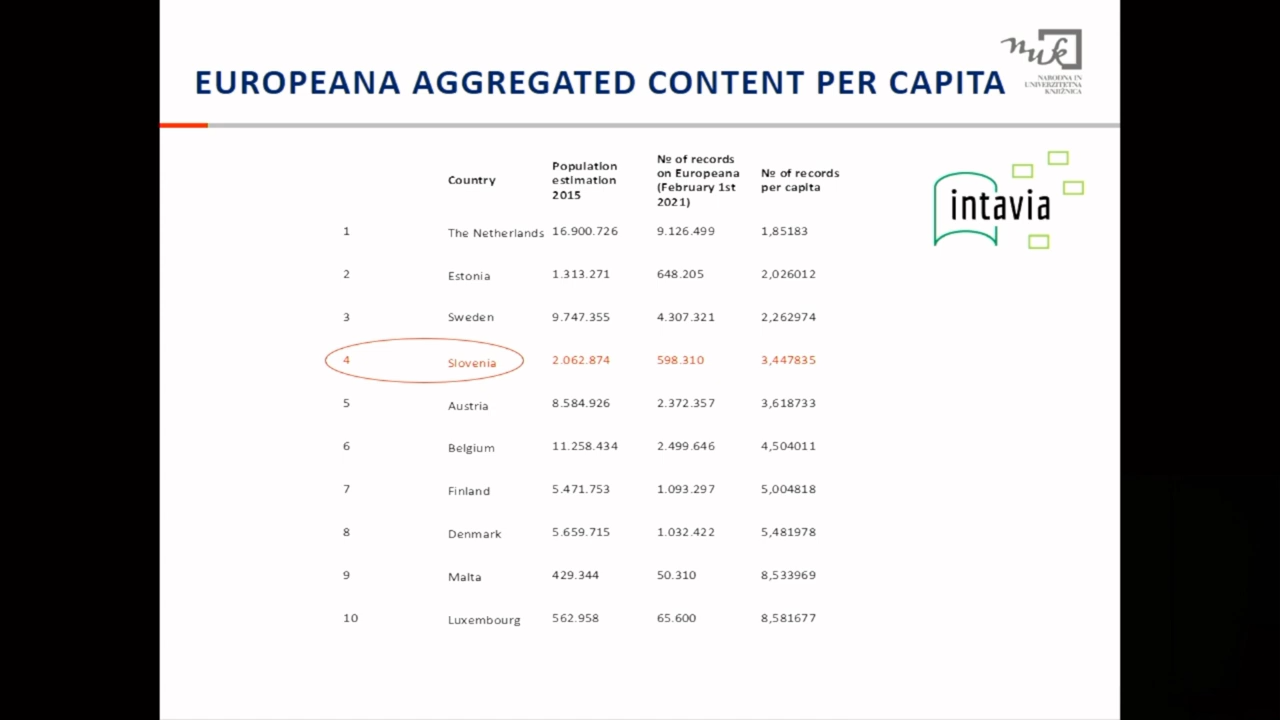 nuk
NARODNA IN
UNIVERZITETNA
KNJIŽNICA
EUROPEANA AGGREGATED CONTENT PER CAPITA
intavia
Country Population estimation 2015 № of records on Europeana (February 1st 2021) № of records per capita
1 The Netherlands 16.900.726 9.126.499 1,85183
2 Estonia 1.313.271 648.205 2,026012
3 Sweden 9.747.355 4.307.321 2,262974
4 Slovenia 2.062.874 598.310 3,447835
5 Austria 8.584.926 2.372.357 3,618733
6 Belgium 11.258.434 2.499.646 4,504011
7 Finland 5.471.753 1.093.297 5,004818
8 Denmark 5.659.715 1.032.422 5,481978
9 Malta 429.344 50.310 8,533969
10 Luxembourg 562.958 65.600 8,581677